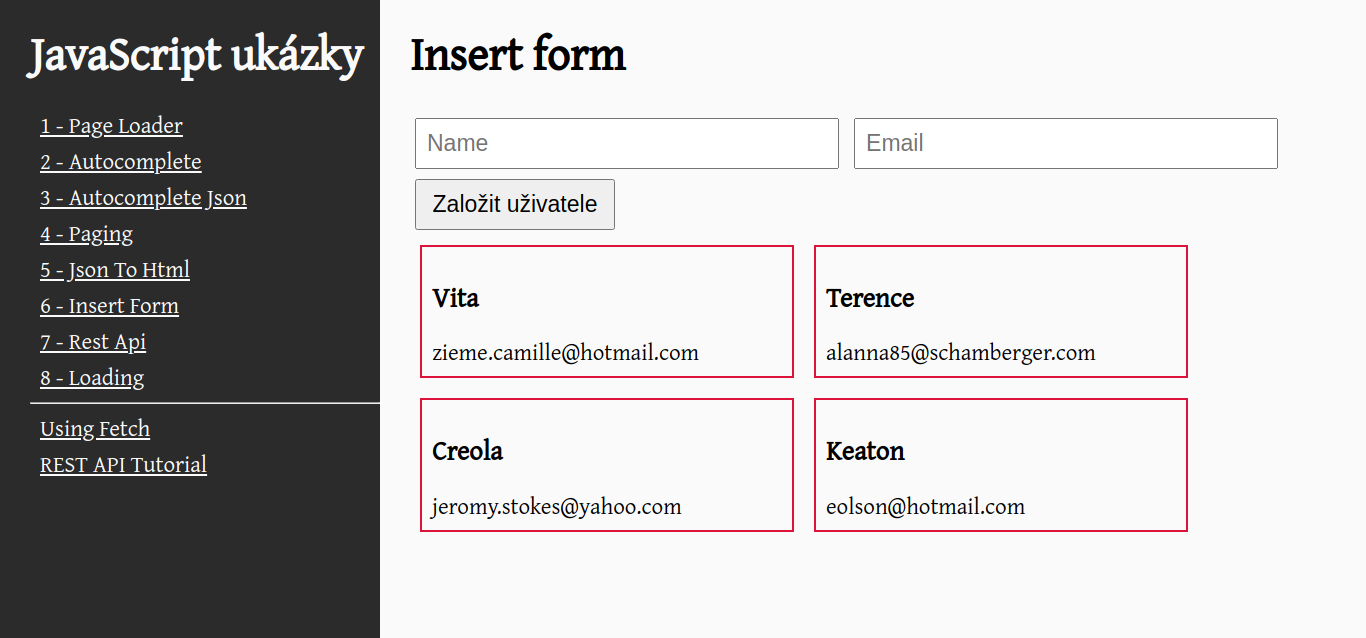 JavaScript ukázky
1 - Page Loader
2 - Autocomplete
3 - Autocomplete Json
4 - Paging
5 - Json To Html
6 - Insert Form
7 - Rest Api
8 - Loading
Using Fetch
REST API Tutorial
Insert form
Name
Email
Založit uživatele
Vita
zieme.camille@hotmail.com
Terence
alanna85@schamberger.com
Creola
jeromy.stokes@yahoo.com
Keaton
eolson@hotmail.com